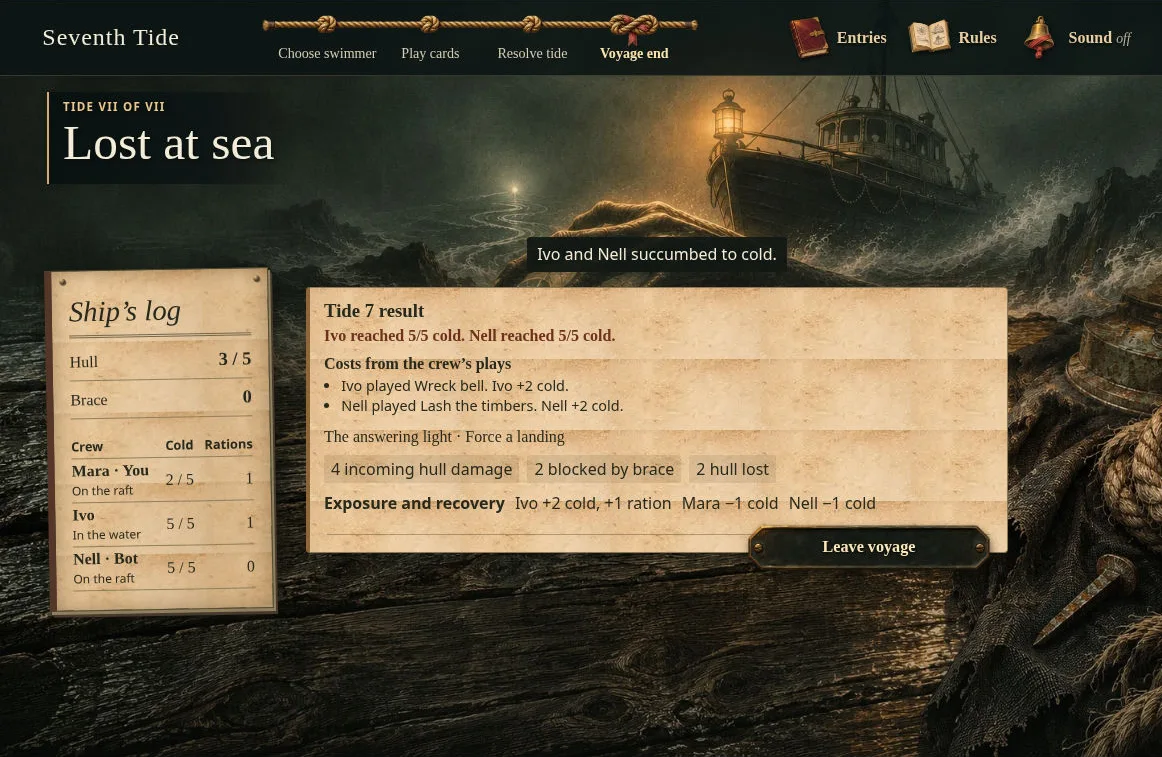 Seventh Tide
Choose swimmer
Play cards
Resolve tide
Voyage end
Entries
Rules
Sound off
TIDE VII OF VII
Lost at sea
Ivo and Nell succumbed to cold.
Ship’s log
Hull 3 / 5
Brace 0
Crew Cold Rations
Mara · You 2 / 5 1
On the raft
Ivo 5 / 5 1
In the water
Nell · Bot 5 / 5 0
On the raft
Tide 7 result
Ivo reached 5/5 cold. Nell reached 5/5 cold.
Costs from the crew’s plays
• Ivo played Wreck bell. Ivo +2 cold.
• Nell played Lash the timbers. Nell +2 cold.
The answering light · Force a landing
4 incoming hull damage 2 blocked by brace 2 hull lost
Exposure and recovery Ivo +2 cold, +1 ration Mara −1 cold Nell −1 cold
Leave voyage